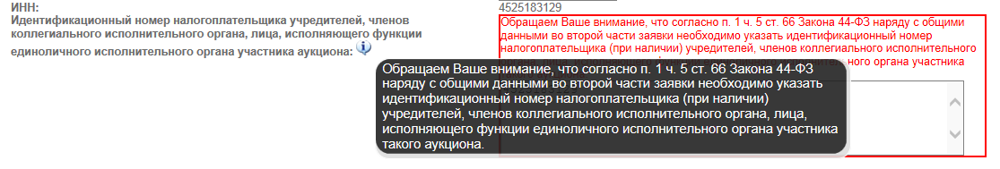 ИНН:
4525183129
Идентификационный номер налогоплательщика учредителей, членов
коллегиального исполнительного органа, лица, исполняющего функции
единоличного исполнительного органа участника аукциона:
Обращаем Ваше внимание, что согласно п. 1 ч. 5 ст. 66 Закона 44-ФЗ наряду с общими
данными во второй части заявки необходимо указать идентификационный номер
налогоплательщика (при наличии) учредителей, членов коллегиального исполнительного
органа участника
Обращаем Ваше внимание, что согласно п. 1 ч. 5 ст. 66 Закона 44-ФЗ
наряду с общими данными во второй части заявки необходимо указать
идентификационный номер налогоплательщика (при наличии)
учредителей, членов коллегиального исполнительного органа, лица,
исполняющего функции единоличного исполнительного органа участника
такого аукциона.